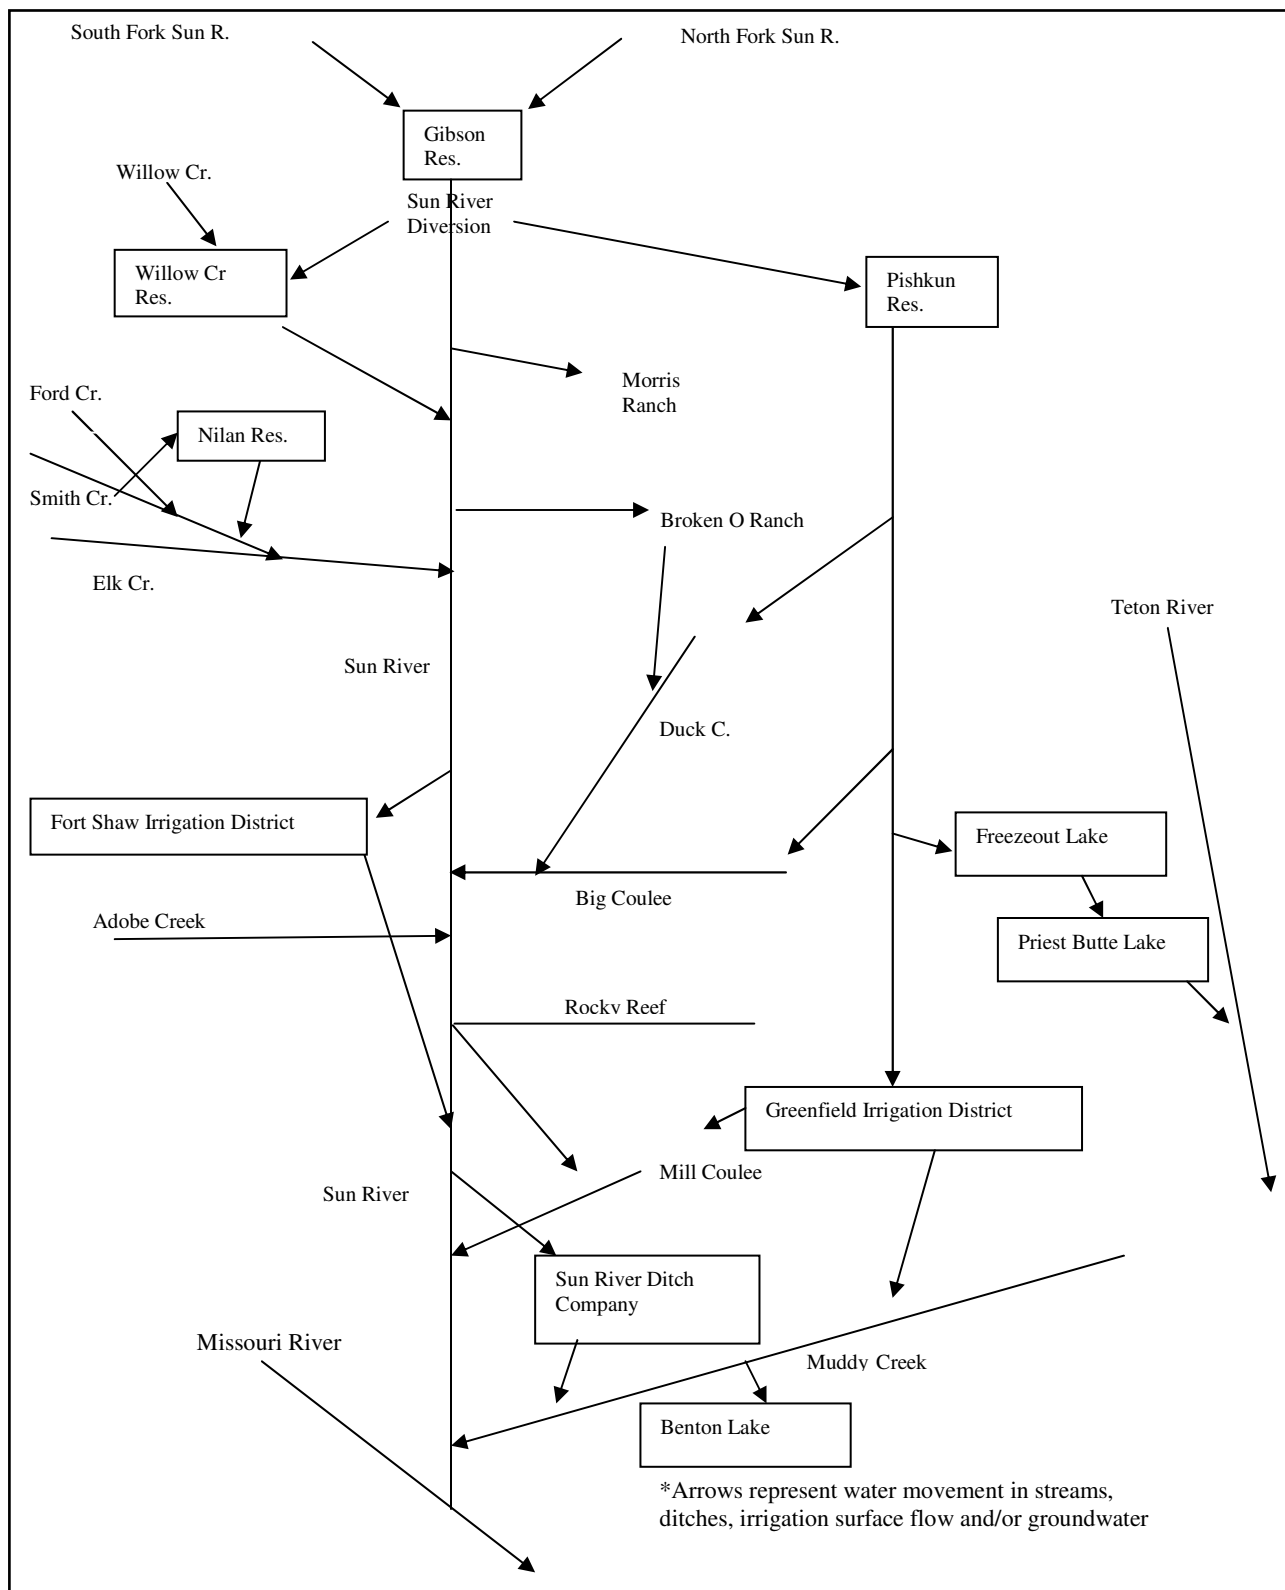 South Fork Sun R.
North Fork Sun R.
Gibson
Res.
Willow Cr.
Sun River
Diversion
Willow Cr
Res.
Pishkun
Res.
Morris
Ranch
Ford Cr.
Nilan Res.
Smith Cr.
Broken O Ranch
Elk Cr.
Teton River
Sun River
Duck C.
Fort Shaw Irrigation District
Freezeout Lake
Big Coulee
Adobe Creek
Priest Butte Lake
Rocky Reef
Greenfield Irrigation District
Mill Coulee
Sun River
Sun River Ditch
Company
Missouri River
Muddy Creek
Benton Lake
*Arrows represent water movement in streams,
ditches, irrigation surface flow and/or groundwater